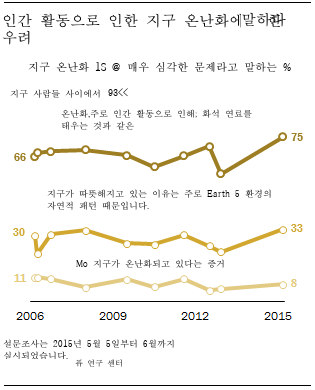 인간 활동으로 인한 지구 온난화에 대한
우려
지구 온난화 1S @ 매우 심각한 문제라고 말하는 %
지구 사람들 사이에서 93<<
온난화,주로 인간 활동으로 인해; 화석 연료를
태우는 것과 같은
75
66
지구가 따뜻해지고 있는 이유는 주로 Earth 5 환경의
자연적 패턴 때문입니다.
30
33
Mo 지구가 온난화되고 있다는 증거
11
8
2006 2009 2012 2015
설문조사는 2015년 5월 5일부터 6월까지
실시되었습니다.
퓨 연구 센터